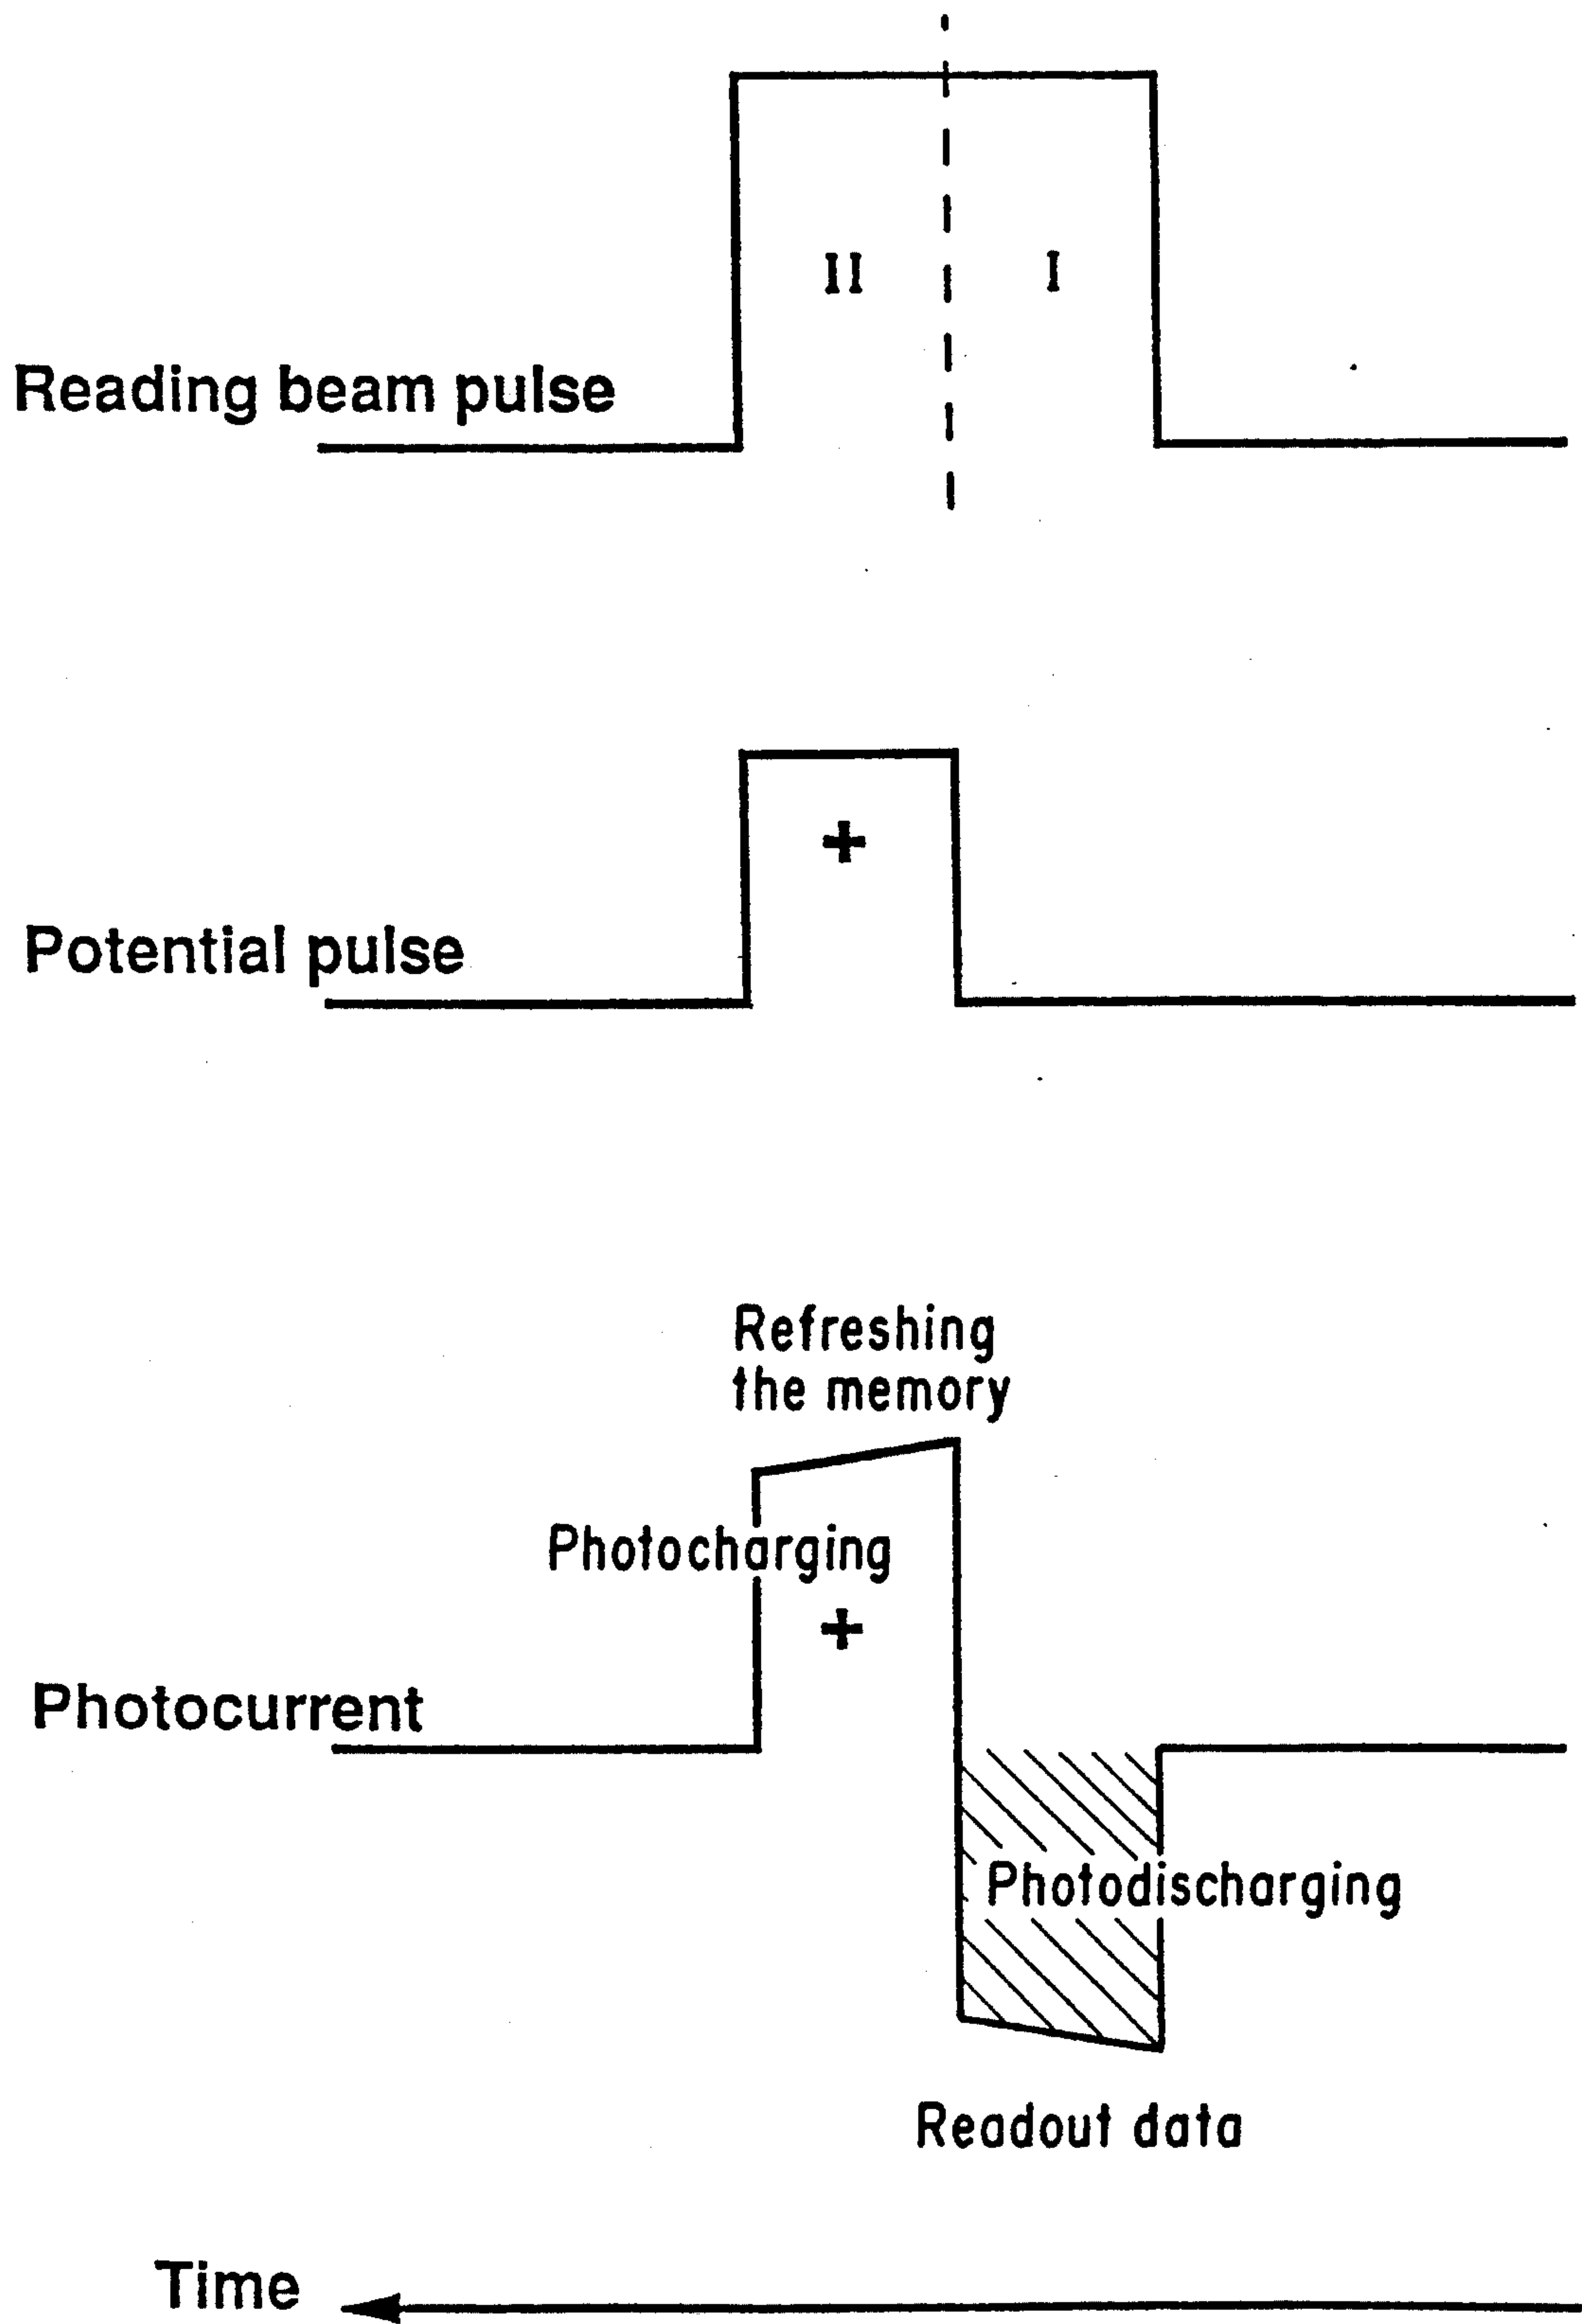 II
I
Reading beam pulse
+
Potential pulse
Refreshing
the memory
Photocharging
+
Photocurrent
Photodischarging
Readout data
Time